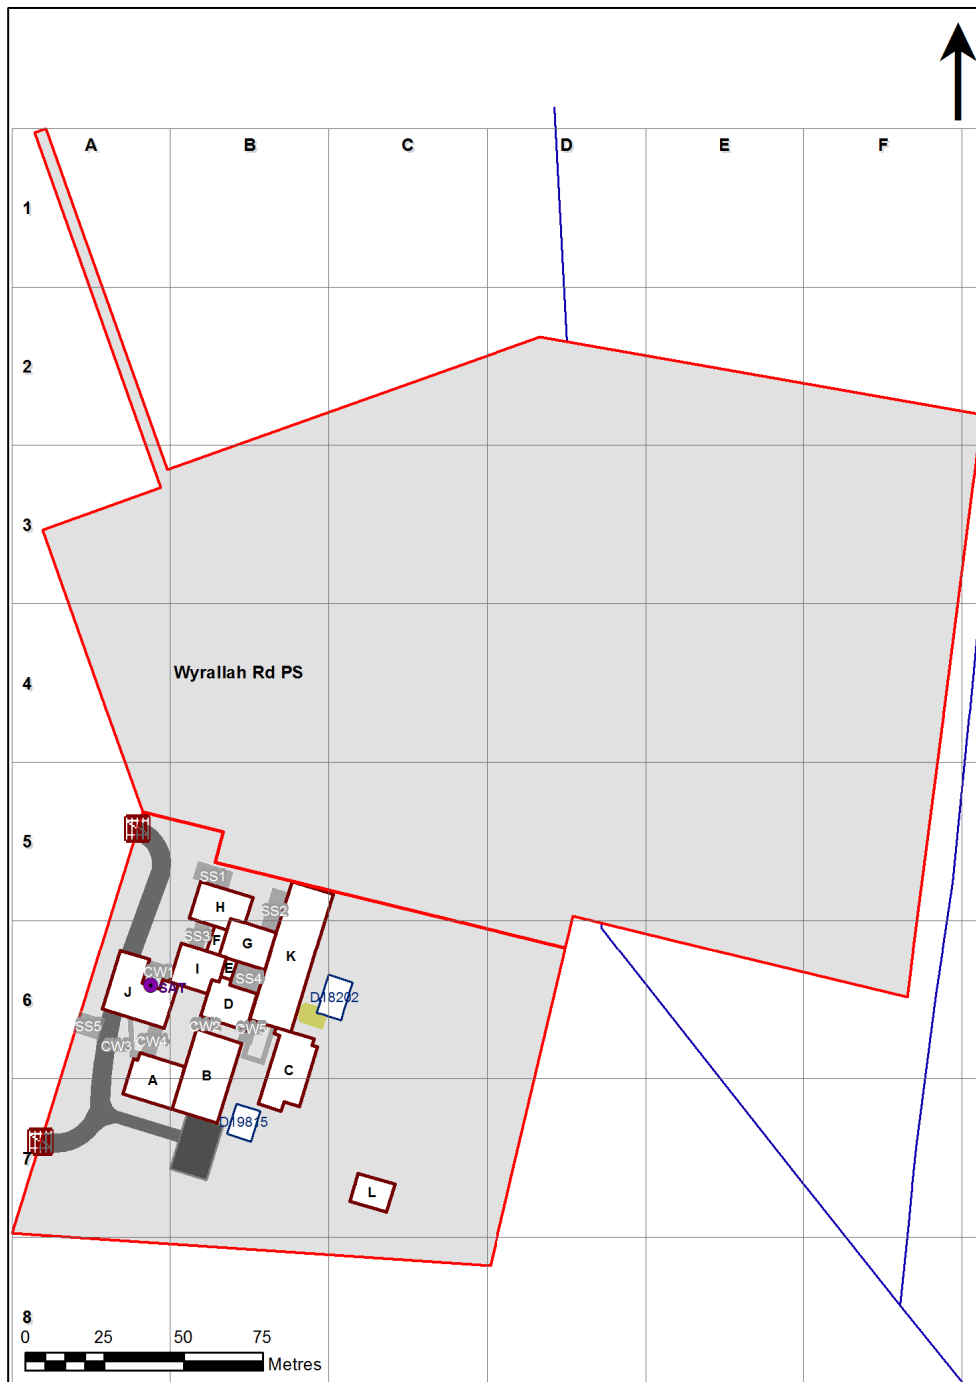 A B C D E F
1
2
3
Wyrallah Rd PS
4
5
SS1
H
SS2
SS3 F G
K
I E SS4
CW1
SAT
J
D
D18202
SS5
CW2 CW5
CW3 CW4
A B C
D19815
7
L
6
8
0 25 50 75
Metres